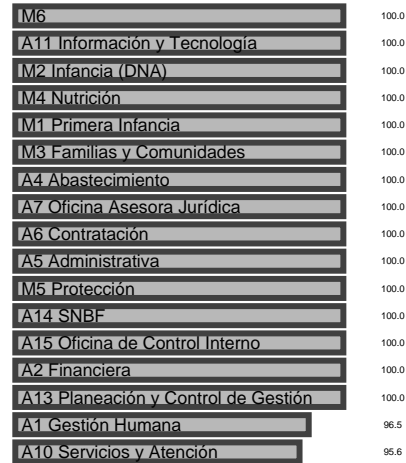 M6 100.0
A11 Información y Tecnología 100.0
M2 Infancia (DNA) 100.0
M4 Nutrición 100.0
M1 Primera Infancia 100.0
M3 Familias y Comunidades 100.0
A4 Abastecimiento 100.0
A7 Oficina Asesora Jurídica 100.0
A6 Contratación 100.0
A5 Administrativa 100.0
M5 Protección 100.0
A14 SNBF 100.0
A15 Oficina de Control Interno 100.0
A2 Financiera 100.0
A13 Planeación y Control de Gestión 100.0
A1 Gestión Humana 96.5
A10 Servicios y Atención 95.6